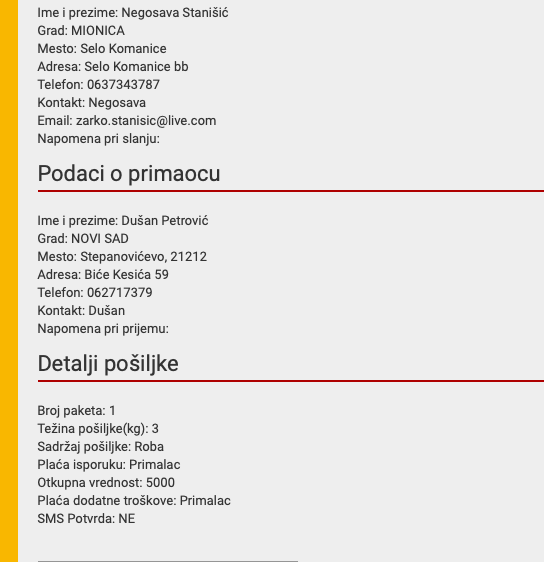 Ime i prezime: Negosava Stanišić
Grad: MIONICA
Mesto: Selo Komanice
Adresa: Selo Komanice bb
Telefon: 0637343787
Kontakt: Negosava
Email: zarko.stanisic@live.com
Napomena pri slanju:
Podaci o primaocu
Ime i prezime: Dušan Petrović
Grad: NOVI SAD
Mesto: Stepanovićevo, 21212
Adresa: Biće Kesića 59
Telefon: 062717379
Kontakt: Dušan
Napomena pri prijemu:
Detalji pošiljke
Broj paketa: 1
Težina pošiljke(kg): 3
Sadržaj pošiljke: Roba
Plaća isporuku: Primalac
Otkupna vrednost: 5000
Plaća dodatne troškove: Primalac
SMS Potvrda: NE